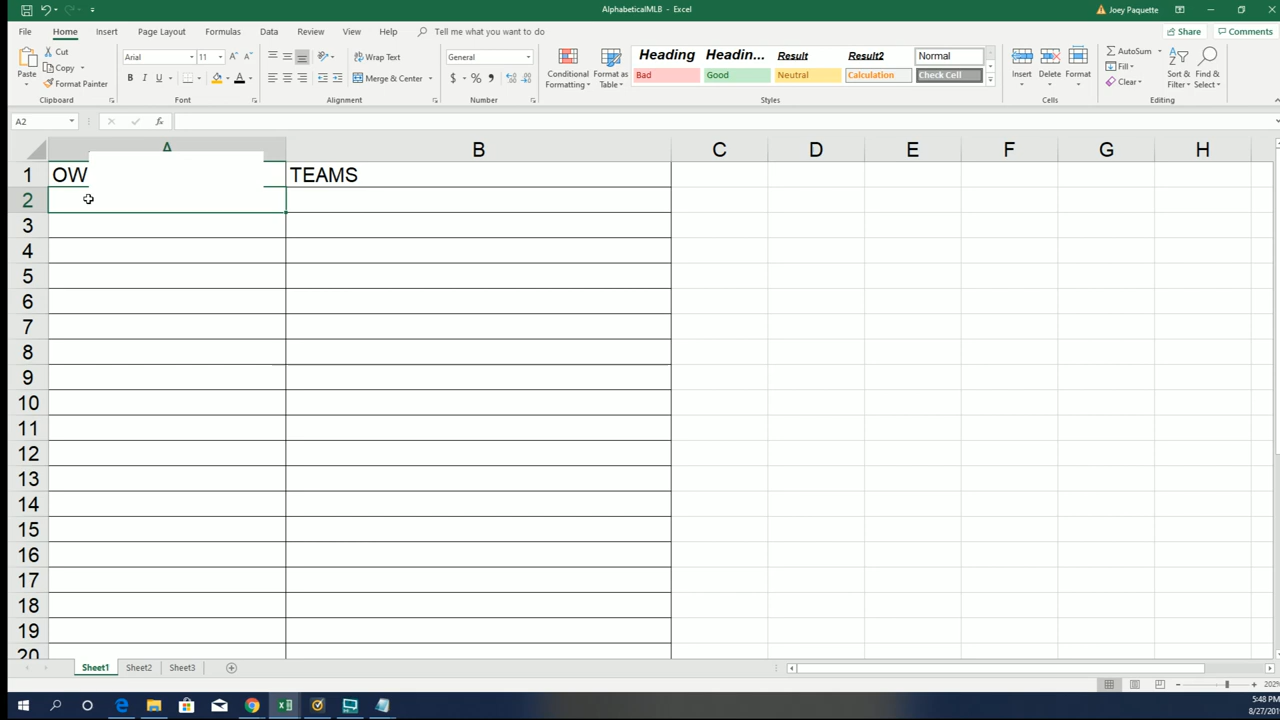 AlphabeticalMLB - Excel
Joey Paquette
File Home Insert Page Layout Formulas Data Review View Help Tell me what you want to do
Share Comments
Paste
Cut
Copy
Format Painter
Clipboard
Arial 11
B I U
Font
Wrap Text
Merge & Center
Alignment
General
$ % ,
Number
Conditional Formatting
Format as Table
Heading Headin... Result Result2 Normal
Bad Good Neutral Calculation Check Cell
Styles
Insert Delete Format
Cells
AutoSum
Fill
Clear
Sort & Filter
Find & Select
Editing
A2
fx
A B C D E F G H
1 OW TEAMS
2
3
4
5
6
7
8
9
10
11
12
13
14
15
16
17
18
19
20
Sheet1 Sheet2 Sheet3
5:48 PM